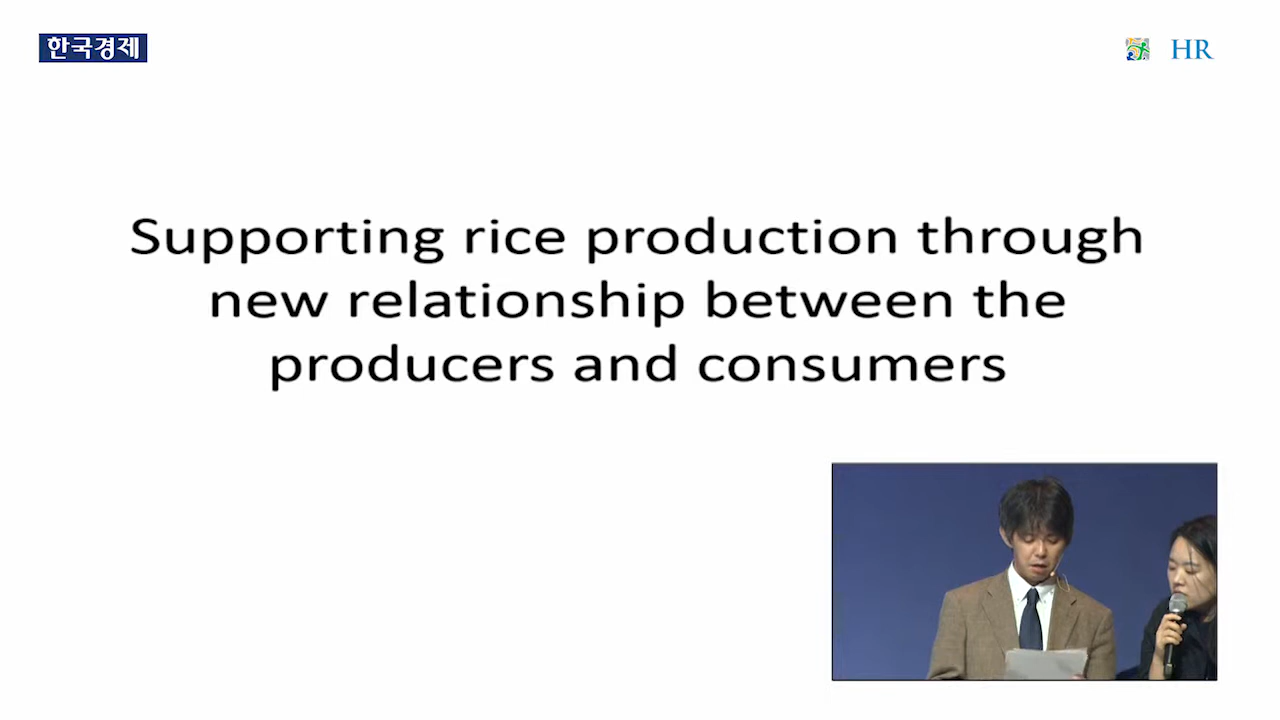 한국경제
HR
Supporting rice production through
new relationship between the
producers and consumers